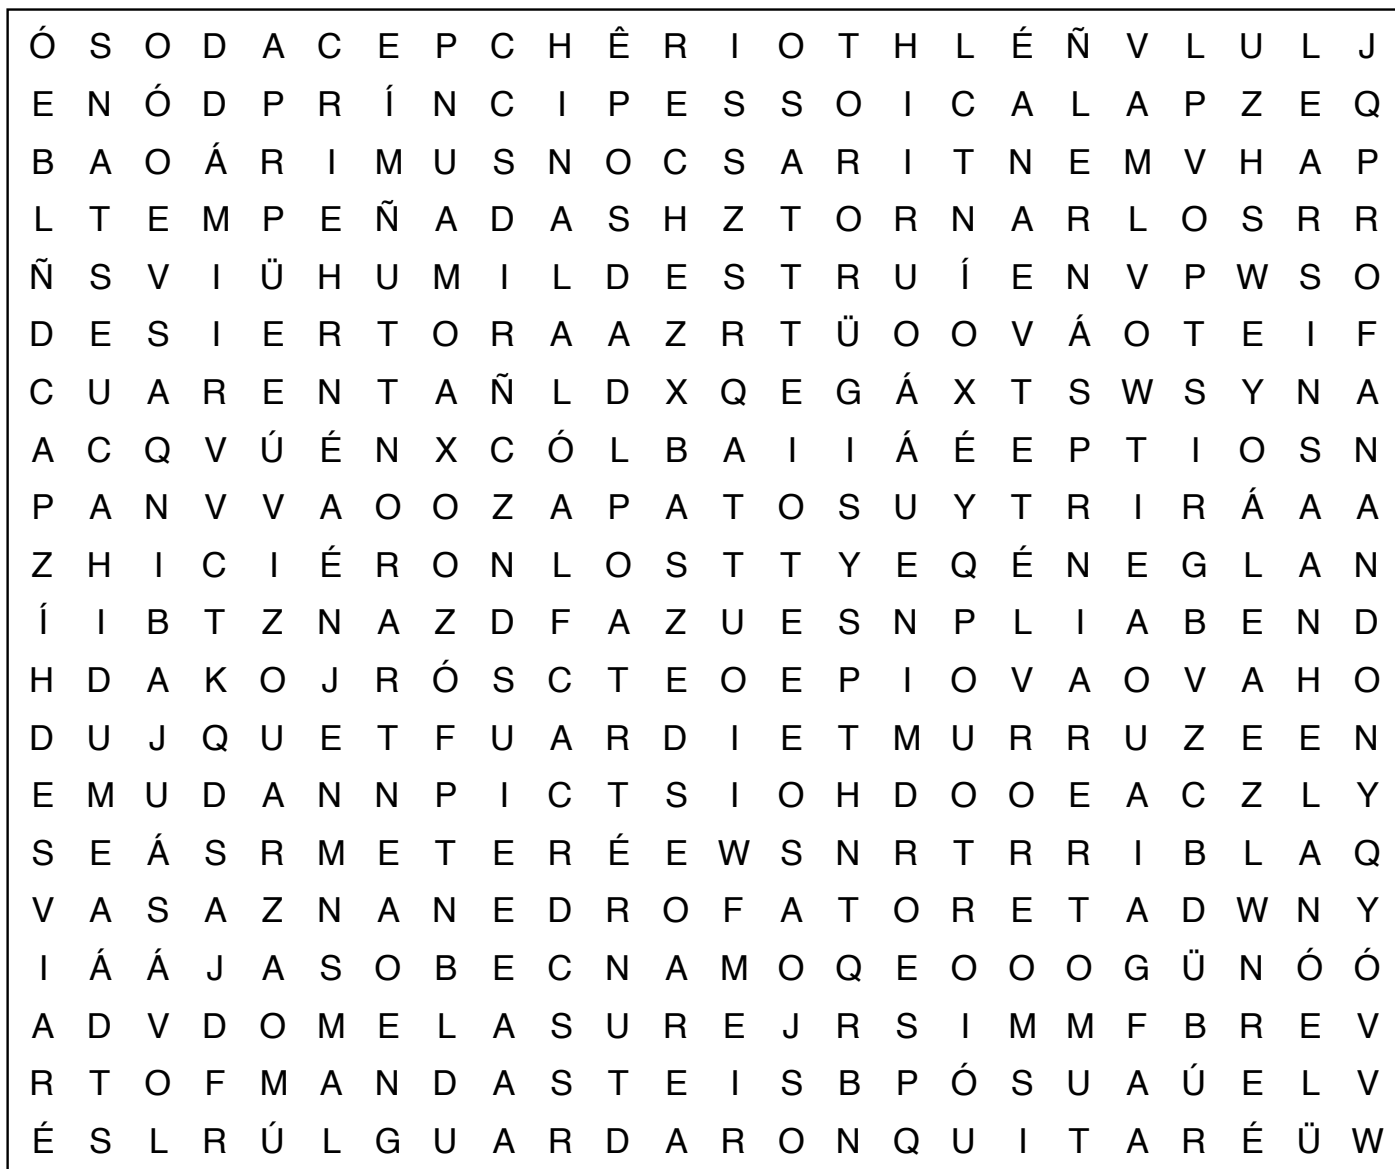 Ó S O D A C E P C H Ê R I O T H L É Ñ V L U L J
E N Ó D P R Í N C I P E S S O I C A L A P Z E Q
B A O Á R I M U S N O C S A R I T N E M V H A P
L T E M P E Ñ A D A S H Z T O R N A R L O S R R
Ñ S V I Ü H U M I L D E S T R U Í E N V P W S O
D E S I E R T O R A A Z R T Ü O O V Á O T E I F
C U A R E N T A Ñ L D X Q E G Á X T S W S Y N A
A C Q V Ú É N X C Ó L B A I I Á É E P T I O S N
P A N V V A O O Z A P A T O S U Y T R I R Á A A
Z H I C I É R O N L O S T T Y E Q É N E G L A N
Í I B T Z N A Z D F A Z U E S N P L I A B E N D
H D A K O J R Ó S C T E O E P I O V A O V A H O
D U J Q U E T F U A R D I E T M U R R U Z E E N
E M U D A N N P I C T S I O H D O O E A C Z L Y
S E Á S R M E T E R É E W S N R T R R I B L A Q
V A S A Z N A N E D R O F A T O R E T A D W N Y
I Á Á J A S O B E C N A M O Q E O O O G Ü N Ó Ó
A D V D O M E L A S U R E J R S I M M F B R E V
R T O F M A N D A S T E I S B P Ó S U A Ú E L V
É S L R Ú L G U A R D A R O N Q U I T A R É Ü W